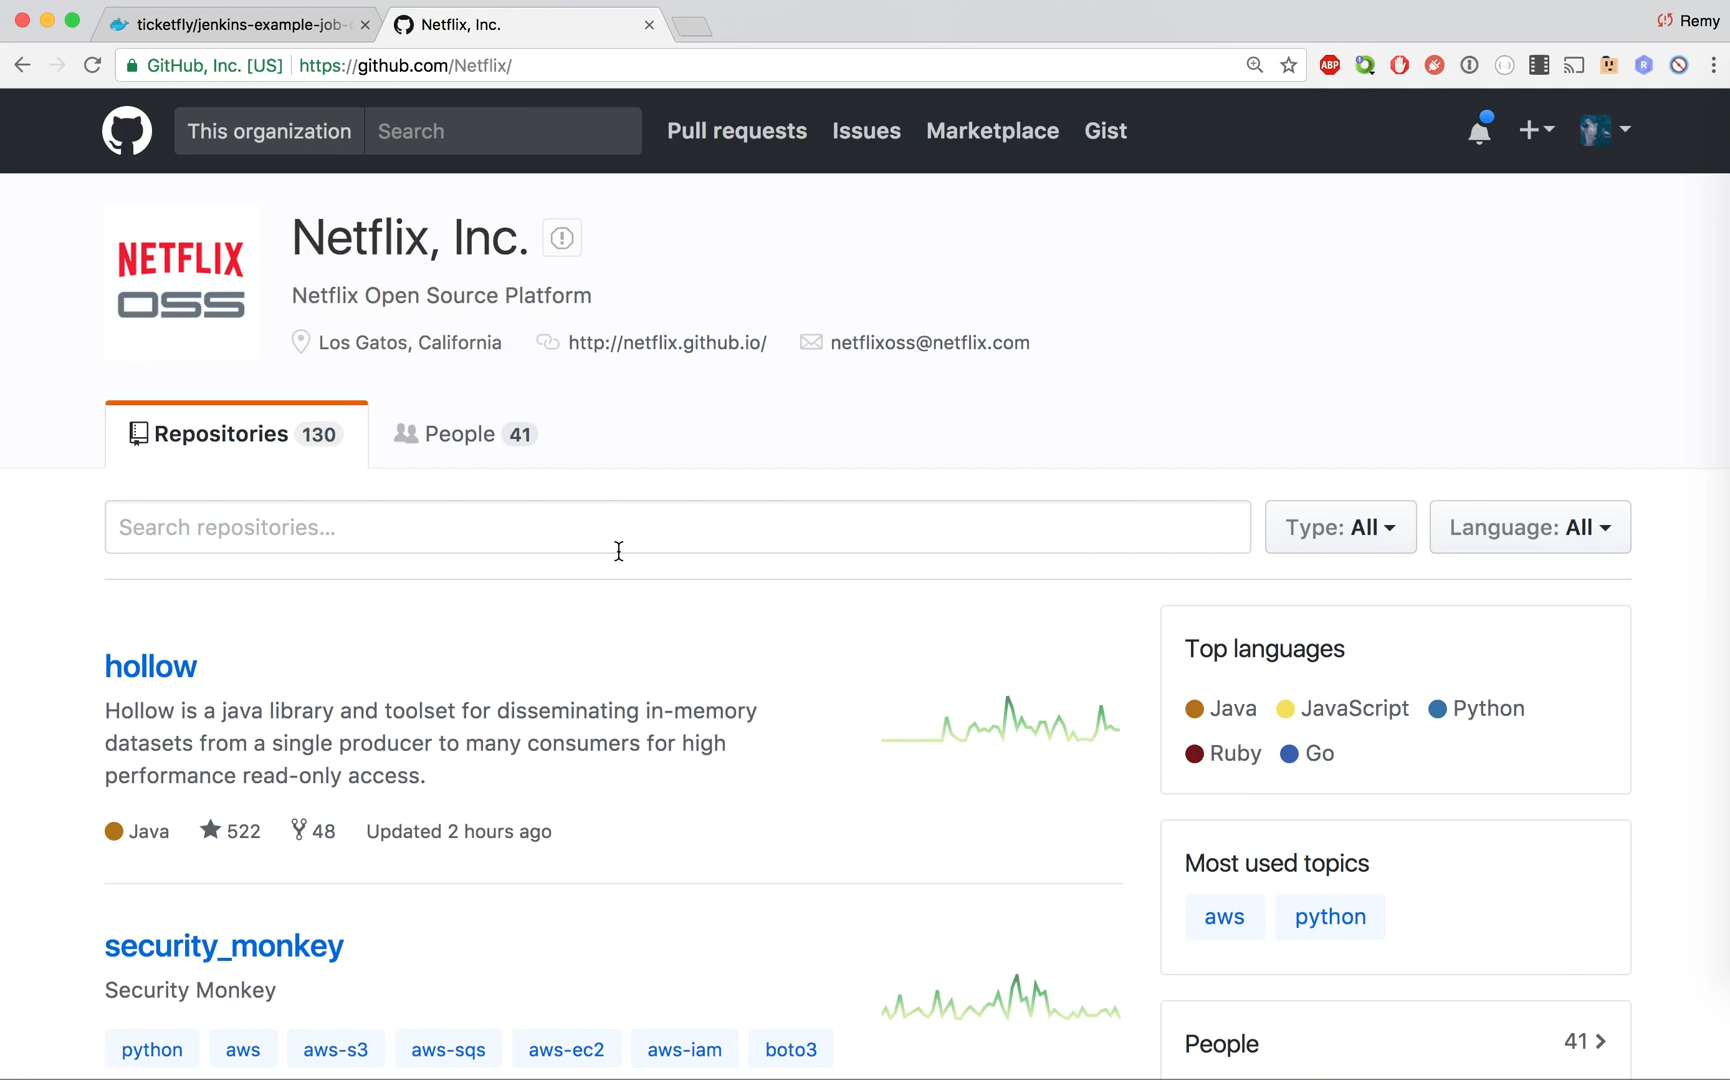 ticketfly/jenkins-example-job-
Netflix, Inc.
Remy
GitHub, Inc. [US]
https://github.com/Netflix/
ABP
This organization
Search
Pull requests
Issues
Marketplace
Gist
NETFLIX
OSS
Netflix, Inc.
Netflix Open Source Platform
Los Gatos, California
http://netflix.github.io/
netflixoss@netflix.com
Repositories 130
People 41
Search repositories...
Type: All
Language: All
hollow
Hollow is a java library and toolset for disseminating in-memory
datasets from a single producer to many consumers for high
performance read-only access.
Java
522
48
Updated 2 hours ago
security_monkey
Security Monkey
python
aws
aws-s3
aws-sqs
aws-ec2
aws-iam
boto3
Top languages
Java
JavaScript
Python
Ruby
Go
Most used topics
aws
python
People
41